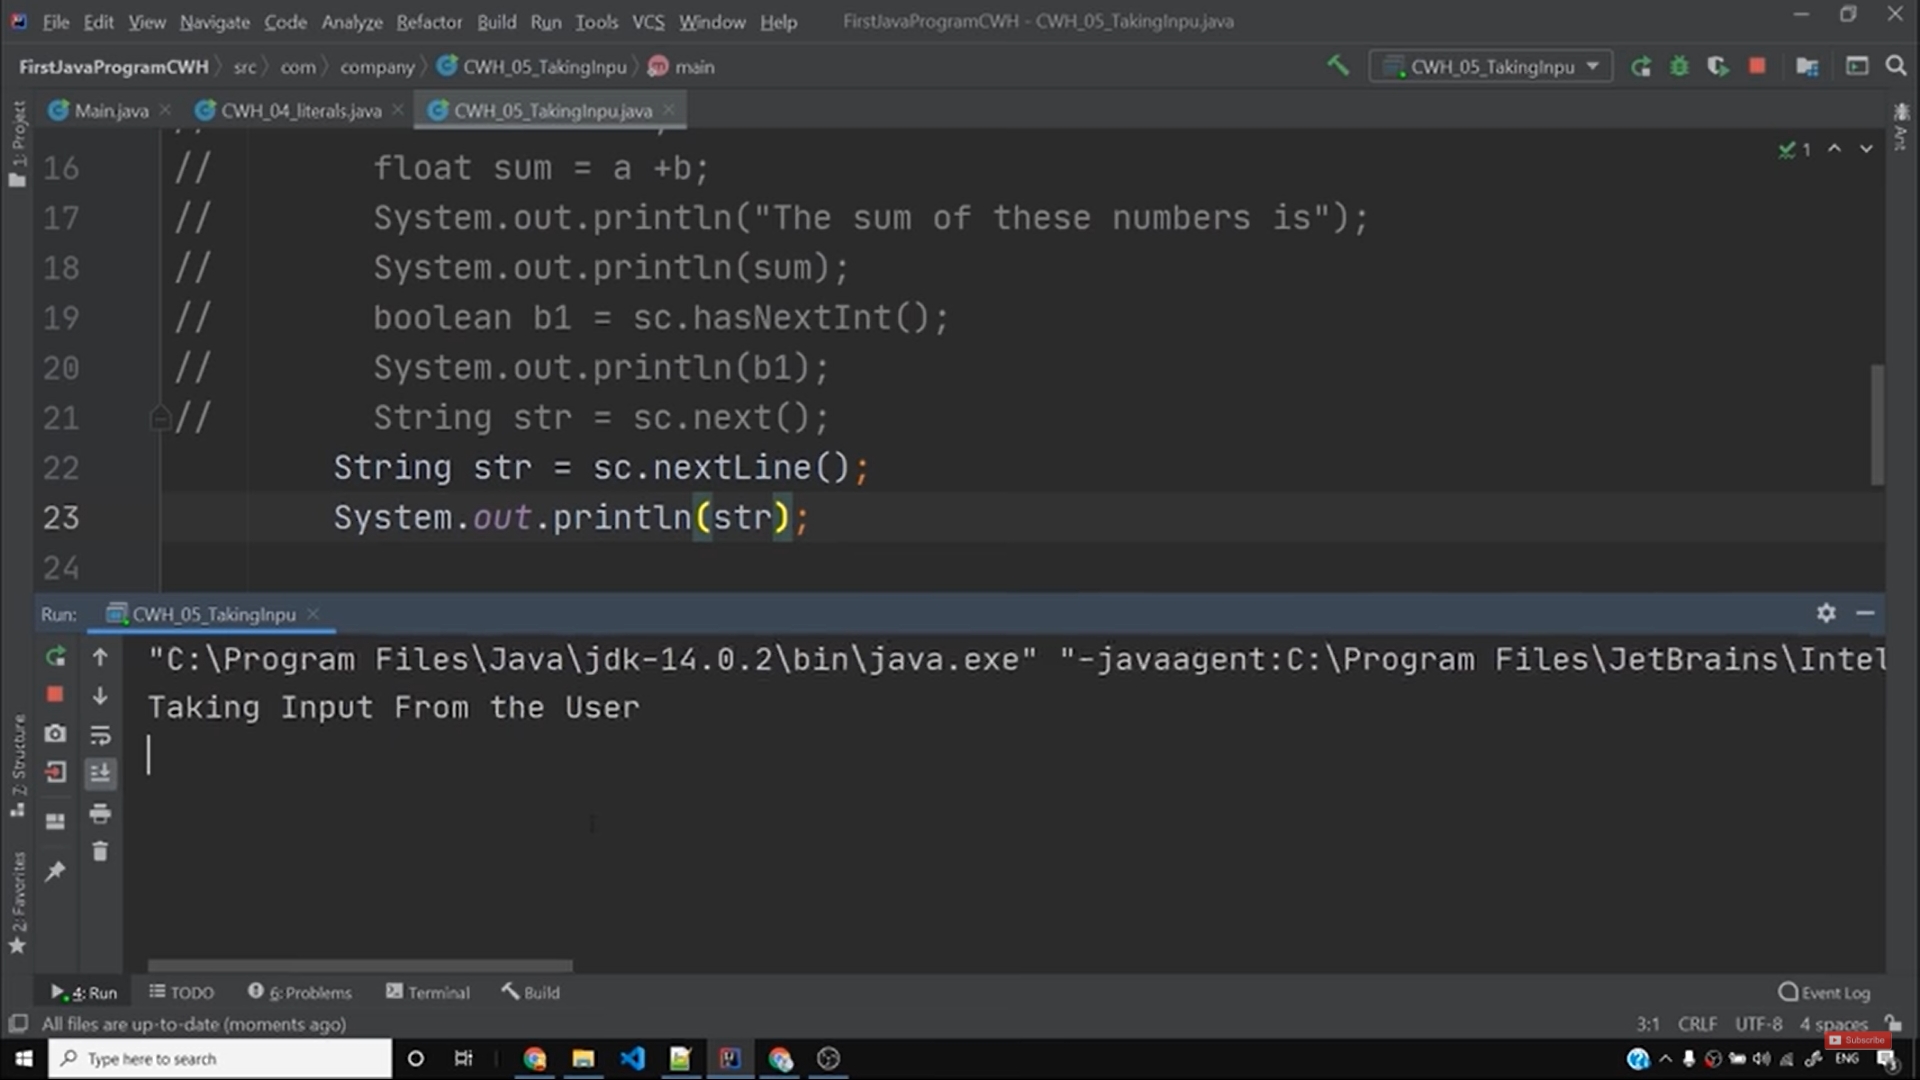 File Edit View Navigate Code Analyze Refactor Build Run Tools VCS Window Help FirstJavaProgramCWH - CWH_05_TakingInpu.java
FirstJavaProgramCWH src com company CWH_05_TakingInpu main CWH_05_TakingInpu
Main.java CWH_04_literals.java CWH_05_TakingInpu.java
1: Project
Ant
1
16 // float sum = a +b;
17 // System.out.println("The sum of these numbers is");
18 // System.out.println(sum);
19 // boolean b1 = sc.hasNextInt();
20 // System.out.println(b1);
21 // String str = sc.next();
22 String str = sc.nextLine();
23 System.out.println(str);
24
Run: CWH_05_TakingInpu
"C:\Program Files\Java\jdk-14.0.2\bin\java.exe" "-javaagent:C:\Program Files\JetBrains\Intel
Taking Input From the User
Z: Structure
2: Favorites
4: Run TODO 6: Problems Terminal Build Event Log
All files are up-to-date (moments ago) 3:1 CRLF UTF-8 4 spaces
Subscribe
Type here to search ENG